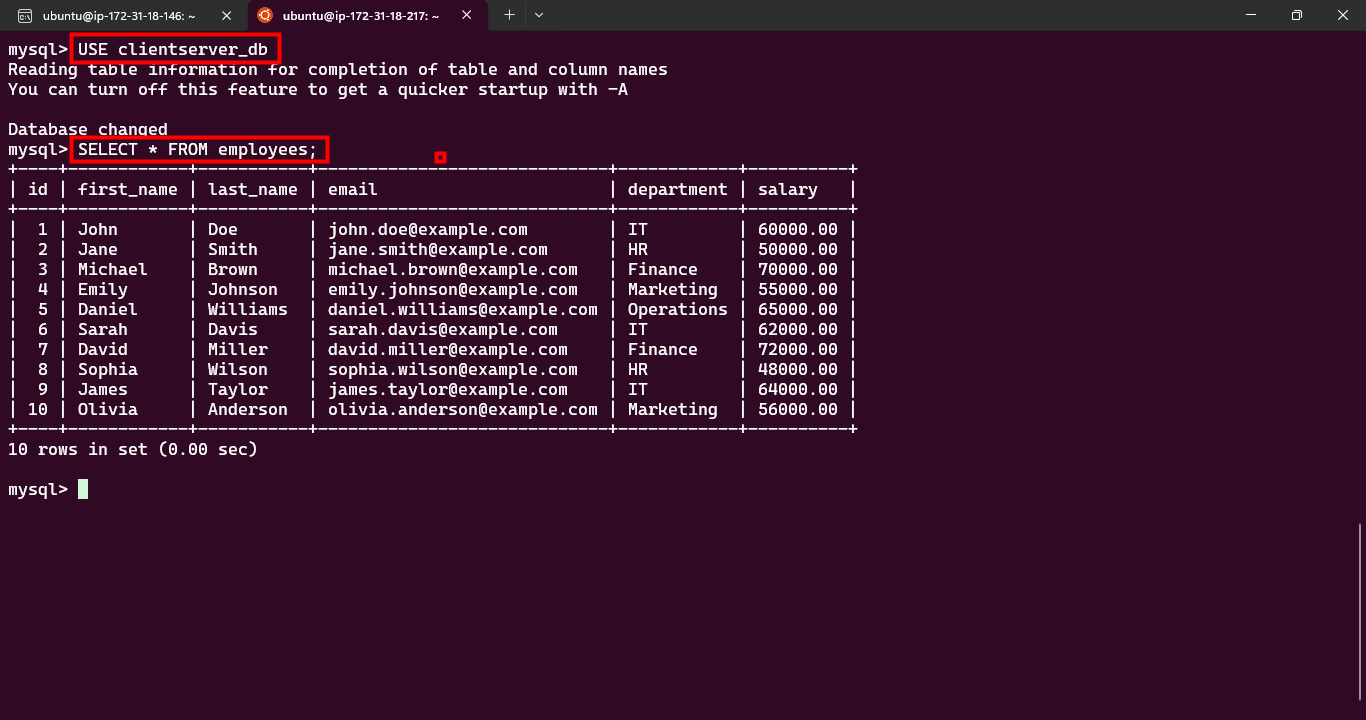 ubuntu@ip-172-31-18-146: ~ ubuntu@ip-172-31-18-217: ~
mysql> USE clientserver_db
Reading table information for completion of table and column names
You can turn off this feature to get a quicker startup with -A
Database changed
mysql> SELECT * FROM employees;
+----+------------+-----------+-----------------------------+------------+----------+
| id | first_name | last_name | email                       | department | salary   |
+----+------------+-----------+-----------------------------+------------+----------+
|  1 | John       | Doe       | john.doe@example.com        | IT         | 60000.00 |
|  2 | Jane       | Smith     | jane.smith@example.com      | HR         | 50000.00 |
|  3 | Michael    | Brown     | michael.brown@example.com   | Finance    | 70000.00 |
|  4 | Emily      | Johnson   | emily.johnson@example.com   | Marketing  | 55000.00 |
|  5 | Daniel     | Williams  | daniel.williams@example.com | Operations | 65000.00 |
|  6 | Sarah      | Davis     | sarah.davis@example.com     | IT         | 62000.00 |
|  7 | David      | Miller    | david.miller@example.com    | Finance    | 72000.00 |
|  8 | Sophia     | Wilson    | sophia.wilson@example.com   | HR         | 48000.00 |
|  9 | James      | Taylor    | james.taylor@example.com    | IT         | 64000.00 |
| 10 | Olivia     | Anderson  | olivia.anderson@example.com | Marketing  | 56000.00 |
+----+------------+-----------+-----------------------------+------------+----------+
10 rows in set (0.00 sec)
mysql>